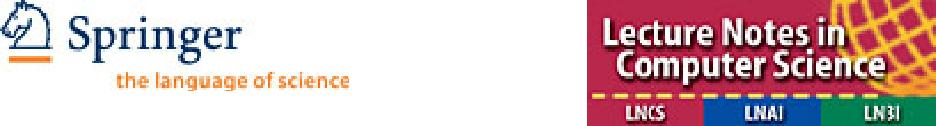 Springer
the language of science
Lecture Notes in
Computer Science
LNCS LNAI LNBI